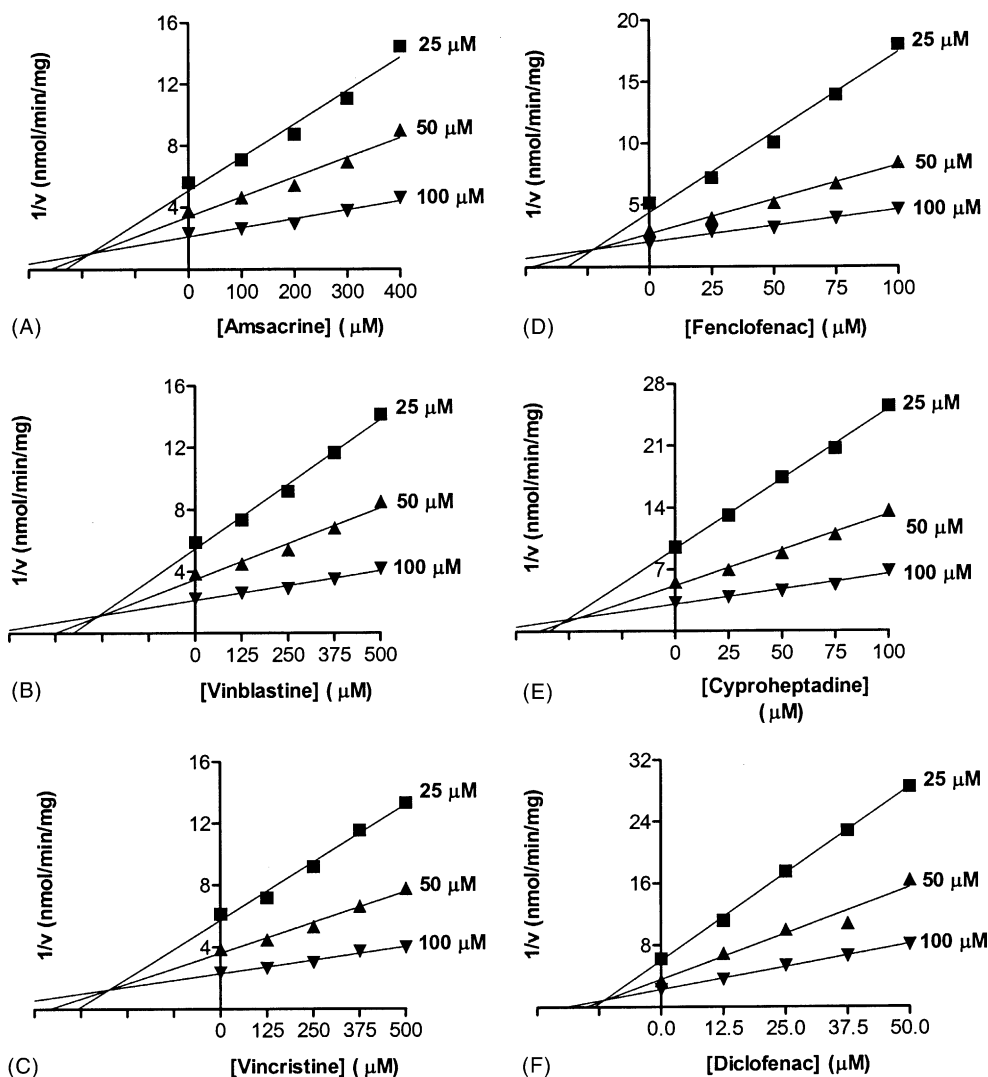 16
12
8
4
1/v (nmol/min/mg)
25 μM
50 μM
100 μM
0 100 200 300 400
[Amsacrine] ( μM)
(A)
20
15
10
5
1/v (nmol/min/mg)
25 μM
50 μM
100 μM
0 25 50 75 100
[Fenclofenac] ( μM)
(D)
16
12
8
4
1/v (nmol/min/mg)
25 μM
50 μM
100 μM
0 125 250 375 500
[Vinblastine] ( μM)
(B)
28
21
14
7
1/v (nmol/min/mg)
25 μM
50 μM
100 μM
0 25 50 75 100
[Cyproheptadine]
( μM)
(E)
16
12
8
4
1/v (nmol/min/mg)
25 μM
50 μM
100 μM
0 125 250 375 500
[Vincristine] ( μM)
(C)
32
24
16
8
1/v (nmol/min/mg)
25 μM
50 μM
100 μM
0.0 12.5 25.0 37.5 50.0
[Diclofenac] (μM)
(F)